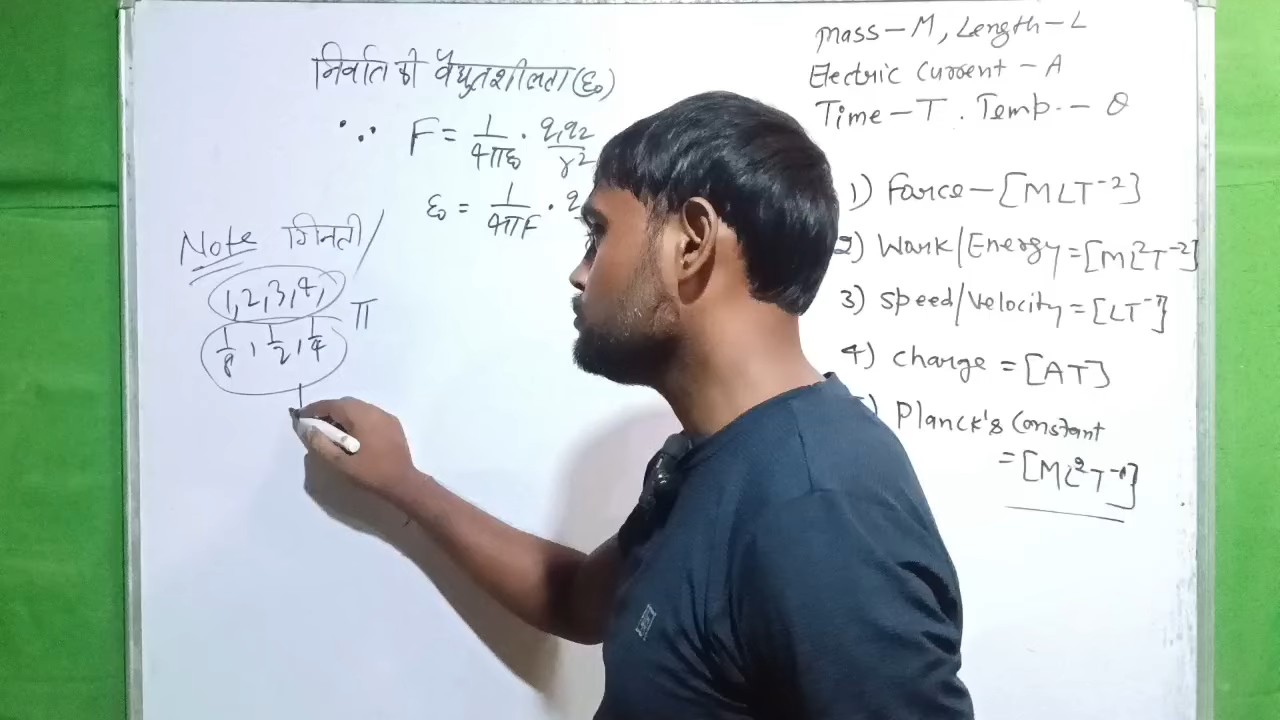 निर्वात की वैद्युतशीलता (ε₀)
∵ F = 1/4πε₀ · q₁q₂/r²
ε₀ = 1/4πF · q
Note गिनती/
1, 2, 3, 4, π
1/8, 1/2, 1/4
Mass – M, Length – L
Electric Current – A
Time – T . Temp. – θ
1) Force – [MLT⁻²]
2) Work/Energy = [ML²T⁻²]
3) Speed/Velocity = [LT⁻¹]
4) Charge = [AT]
Planck's Constant
= [ML²T⁻¹]